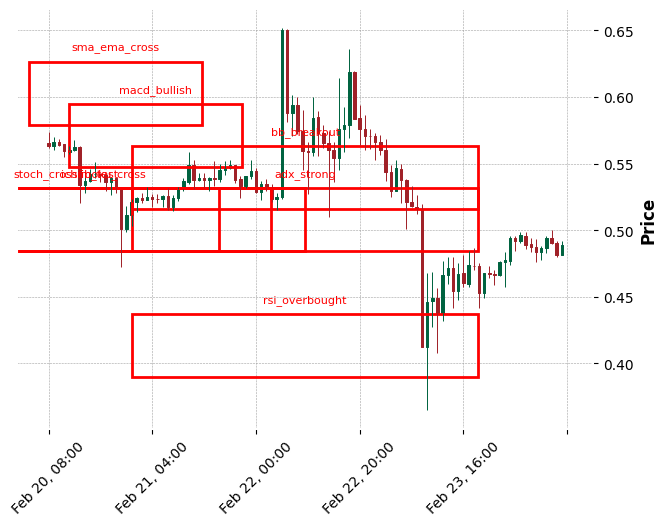 0.65
sma_ema_cross
0.60
macd_bullish
bb_breakout
0.55
adx_strong
0.50
Price
0.45
rsi_overbought
0.40
Feb 20, 08:00
Feb 21, 04:00
Feb 22, 00:00
Feb 22, 20:00
Feb 23, 16:00